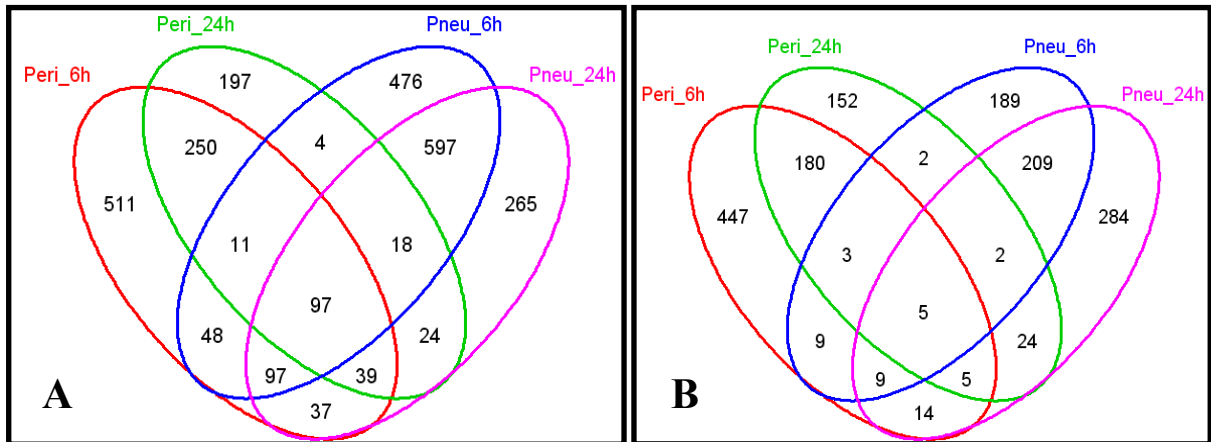 Peri_24h Pneu_6h
Peri_6h Pneu_24h
197 476
250 4 597
511 265
11 18
97
48 24
97 39
37
A
Peri_24h Pneu_6h
Peri_6h Pneu_24h
152 189
180 2 209
447 284
3 2
5
9 24
9 5
14
B